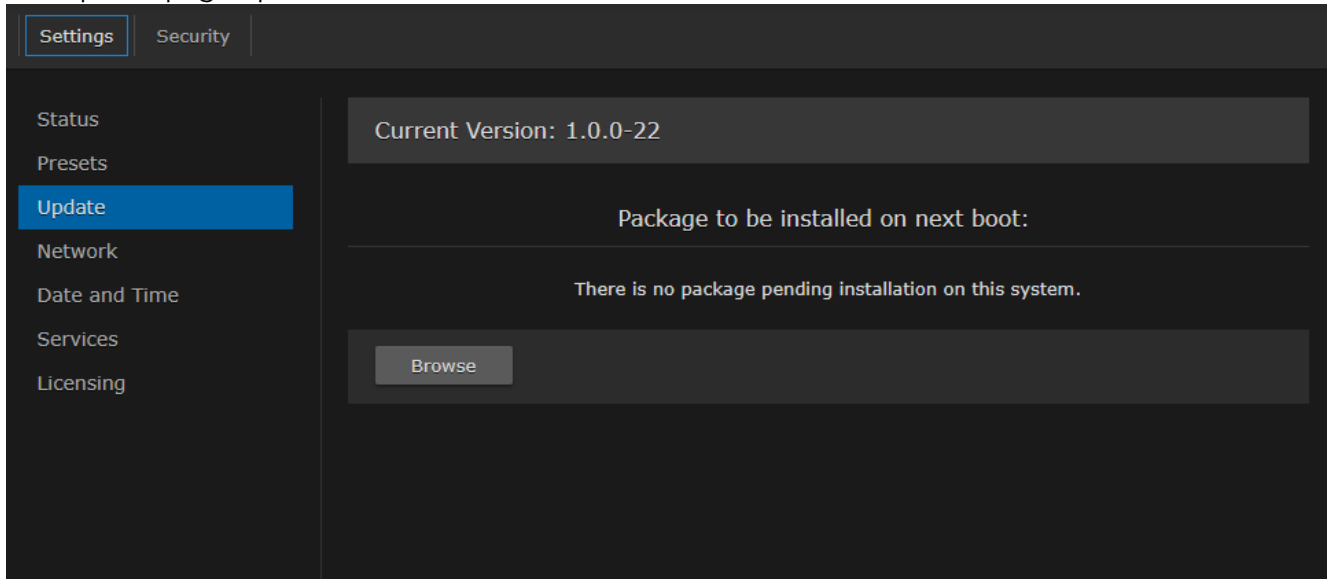 Settings
Security
Status
Presets
Update
Network
Date and Time
Services
Licensing
Current Version: 1.0.0-22
Package to be installed on next boot:
There is no package pending installation on this system.
Browse